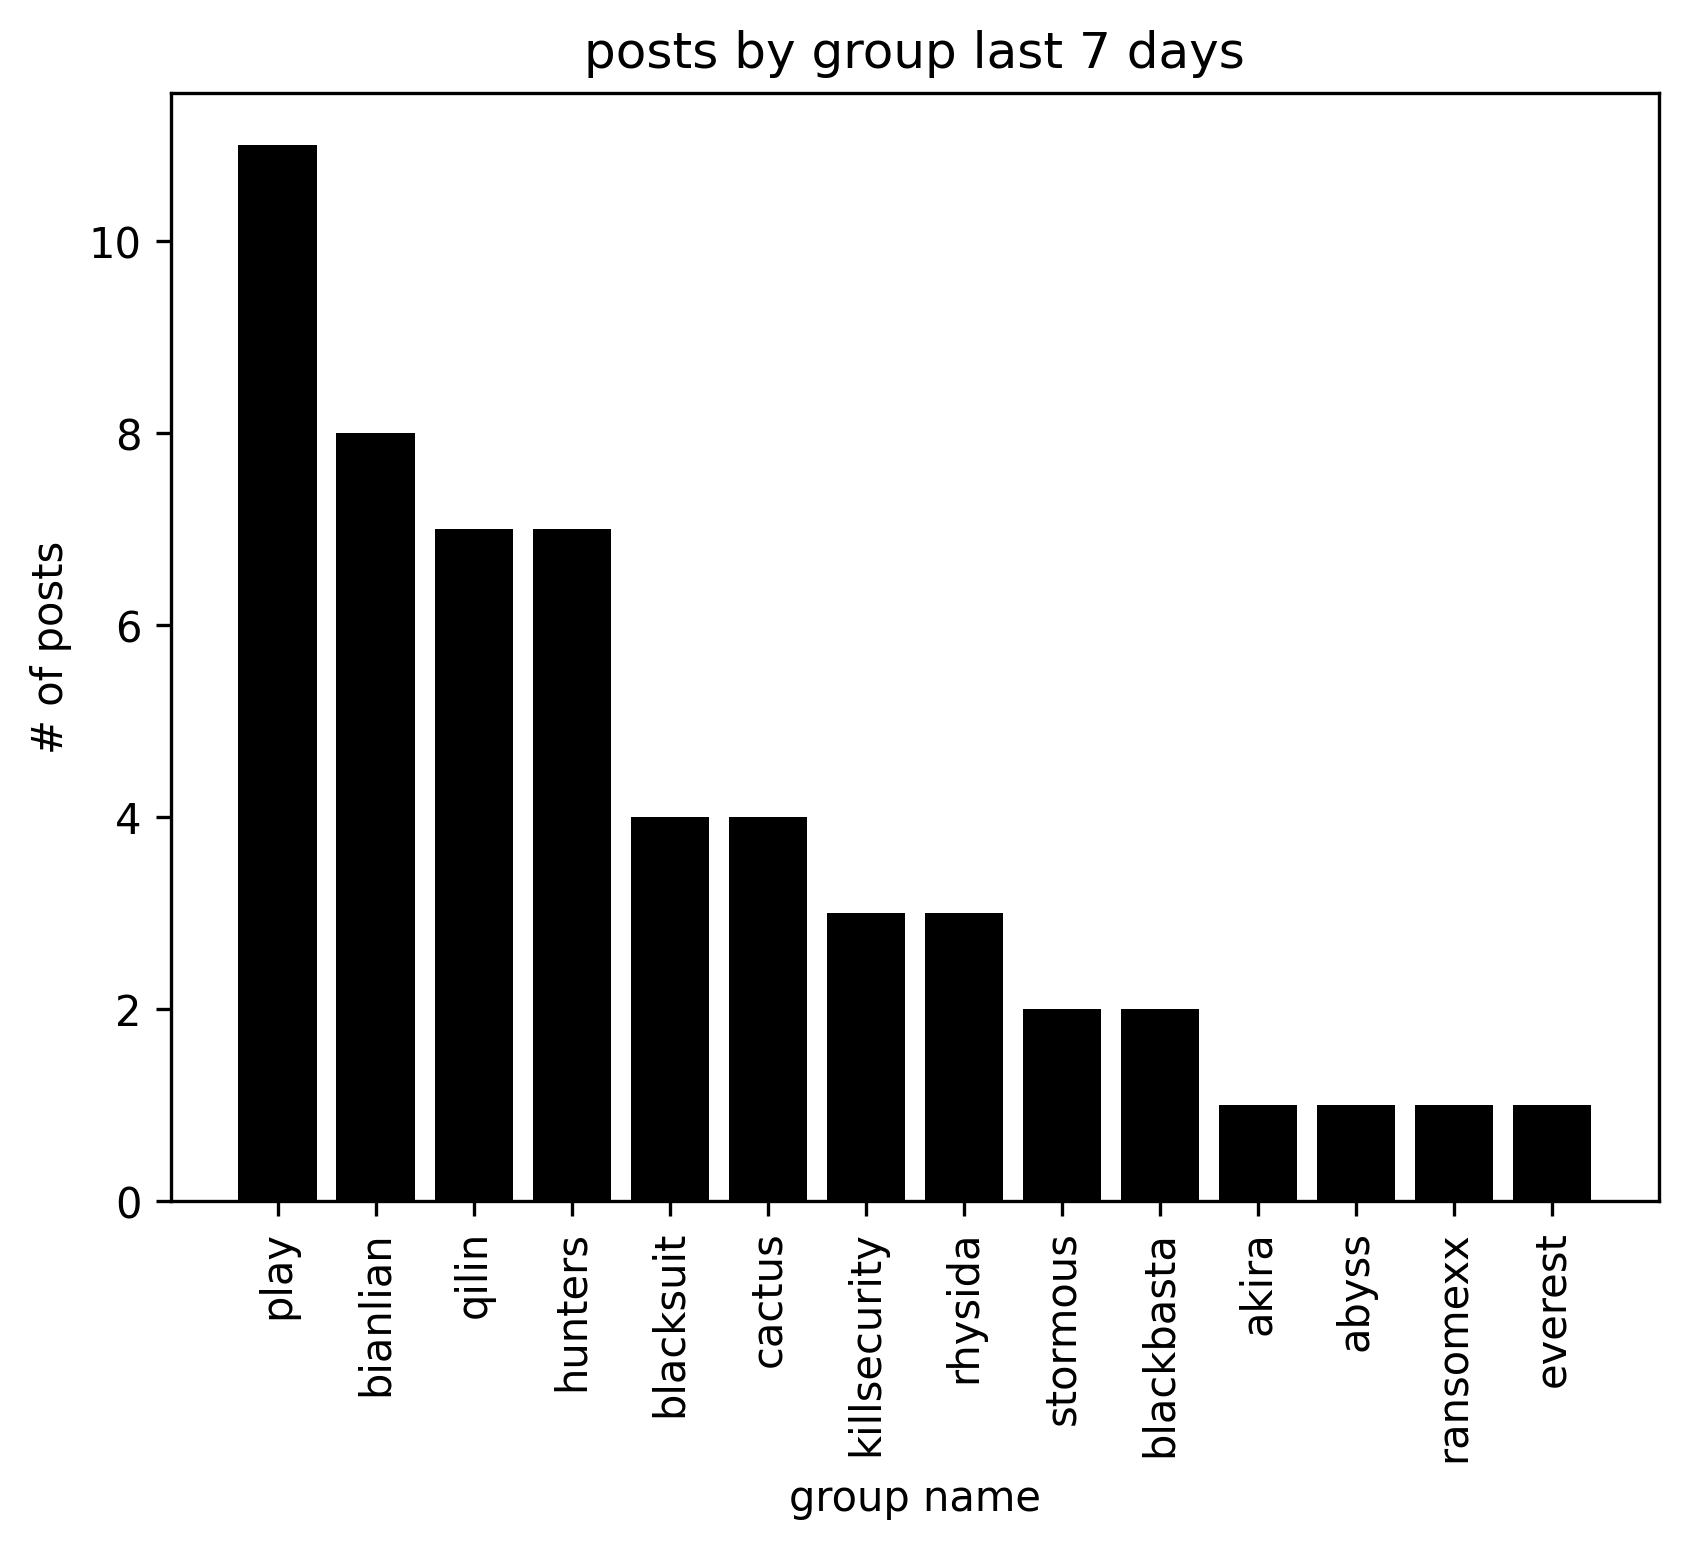 posts by group last 7 days
# of posts
10
8
6
4
2
0
play
bianlian
qilin
hunters
blacksuit
cactus
killsecurity
rhysida
stormous
blackbasta
akira
abyss
ransomexx
everest
group name